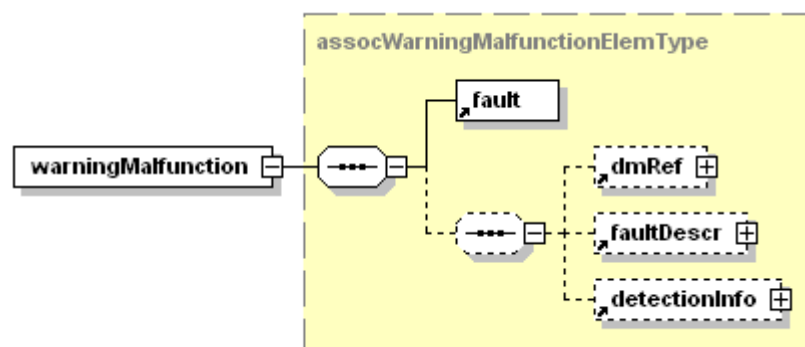 assocWarningMalfunctionElemType
fault
warningMalfunction
dmRef
faultDescr
detectionInfo